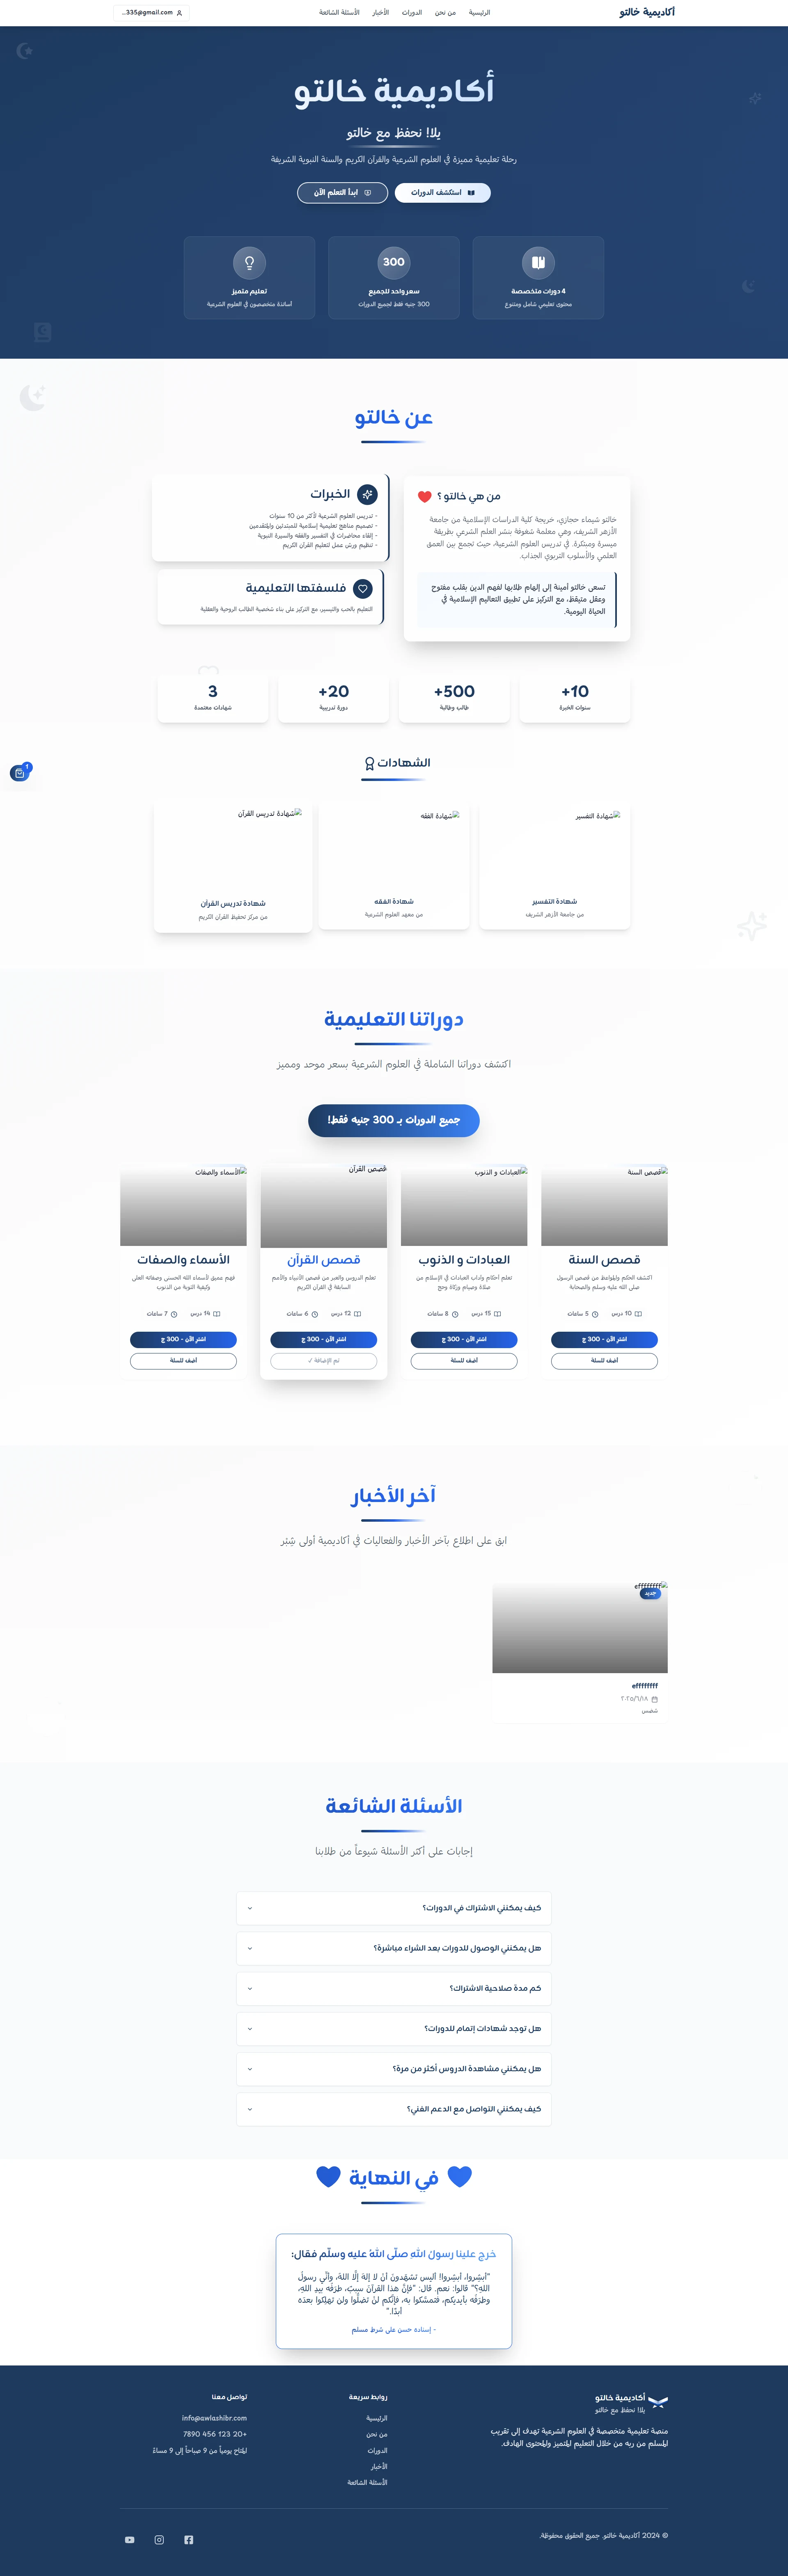 أكاديمية خالتو
الرئيسية
من نحن
الدورات
الأخبار
الأسئلة الشائعة
335@gmail.com...
أكاديمية خالتو
يلا! نحفظ مع خالتو
رحلة تعليمية مميزة في العلوم الشرعية والقرآن الكريم والسنة النبوية الشريفة
استكشف الدورات
ابدأ التعلم الآن
4 دورات متخصصة
محتوى تعليمي شامل ومتنوع
300
سعر واحد للجميع
300 جنيه فقط لجميع الدورات
تعليم متميز
أساتذة متخصصون في العلوم الشرعية
عن خالتو
من هي خالتو ؟
خالتو شيماء حجازي، خريجة كلية الدراسات الإسلامية من جامعة
الأزهر الشريف، وهي معلمة شغوفة بنشر العلم الشرعي بطريقة
ميسرة ومبتكرة. في تدريس العلوم الشرعية، حيث تجمع بين العمق
العلمي والأسلوب التربوي الجذاب.
تسعى خالتو أمينة إلى إلهام طلابها لفهم الدين بقلب مفتوح
وعقل متيقظ، مع التركيز على تطبيق التعاليم الإسلامية في
الحياة اليومية.
الخبرات
- تدريس العلوم الشرعية لأكثر من 10 سنوات
- تصميم مناهج تعليمية إسلامية للمبتدئين والمتقدمين
- إلقاء محاضرات في التفسير والفقه والسيرة النبوية
- تنظيم ورش عمل لتعليم القرآن الكريم
فلسفتها التعليمية
التعليم بالحب والتيسير، مع التركيز على بناء شخصية الطالب الروحية والعقلية
10+
سنوات الخبرة
500+
طالب وطالبة
20+
دورة تدريبية
3
شهادات معتمدة
1
الشهادات
شهادة التفسير
شهادة التفسير
من جامعة الأزهر الشريف
شهادة الفقه
شهادة الفقه
من معهد العلوم الشرعية
شهادة تدريس القرآن
شهادة تدريس القرآن
من مركز تحفيظ القرآن الكريم
دوراتنا التعليمية
اكتشف دوراتنا الشاملة في العلوم الشرعية بسعر موحد ومميز
جميع الدورات بـ 300 جنيه فقط!
قصص السنة
قصص السنة
اكتشف الحكم والمواعظ من قصص الرسول
صلى الله عليه وسلم والصحابة
10 درس
5 ساعات
اشترِ الآن - 300 ج
أضف للسلة
العبادات و الذنوب
العبادات و الذنوب
تعلم أحكام وآداب العبادات في الإسلام من
صلاة وصيام وزكاة وحج
15 درس
8 ساعات
اشترِ الآن - 300 ج
أضف للسلة
قصص القرآن
قصص القرآن
تعلم الدروس والعبر من قصص الأنبياء والأمم
السابقة في القرآن الكريم
12 درس
6 ساعات
اشترِ الآن - 300 ج
تم الإضافة ✓
الأسماء والصفات
الأسماء والصفات
فهم عميق لأسماء الله الحسنى وصفاته العلى
وكيفية التوبة من الذنوب
14 درس
7 ساعات
اشترِ الآن - 300 ج
أضف للسلة
آخر الأخبار
ابق على اطلاع بآخر الأخبار والفعاليات في أكاديمية أولى شِبْر
efffffffff
جديد
efffffffff
٢٠٢٥/٦/١٨
شمس
الأسئلة الشائعة
إجابات على أكثر الأسئلة شيوعاً من طلابنا
كيف يمكنني الاشتراك في الدورات؟
هل يمكنني الوصول للدورات بعد الشراء مباشرة؟
كم مدة صلاحية الاشتراك؟
هل توجد شهادات إتمام للدورات؟
هل يمكنني مشاهدة الدروس أكثر من مرة؟
كيف يمكنني التواصل مع الدعم الفني؟
في النهاية
خرج علينا رسولُ اللهِ صلَّى اللهُ عليه وسلَّم فقال:
"أبشِروا، أبشِروا! أليس تشهَدونَ أنْ لا إلهَ إلَّا اللهُ، وأنِّي رسولُ
اللهِ؟" قالوا: نعم. قال: "فإنَّ هذا القرآنَ سببٌ، طرَفُه بيدِ اللهِ،
وطرَفُه بأيديكم، فتمسَّكوا به، فإنَّكم لنْ تضلُّوا ولن تهلِكوا بعدَه
أبدًا."
- إسناده حسن على شرط مسلم
أكاديمية خالتو
يلا! نحفظ مع خالتو
منصة تعليمية متخصصة في العلوم الشرعية تهدف إلى تقريب
المسلم من ربه من خلال التعليم المتميز والمحتوى الهادف.
روابط سريعة
الرئيسية
من نحن
الدورات
الأخبار
الأسئلة الشائعة
تواصل معنا
info@awlashibr.com
+20 123 456 7890
متاح يومياً من 9 صباحاً إلى 9 مساءً
© 2024 أكاديمية خالتو. جميع الحقوق محفوظة.